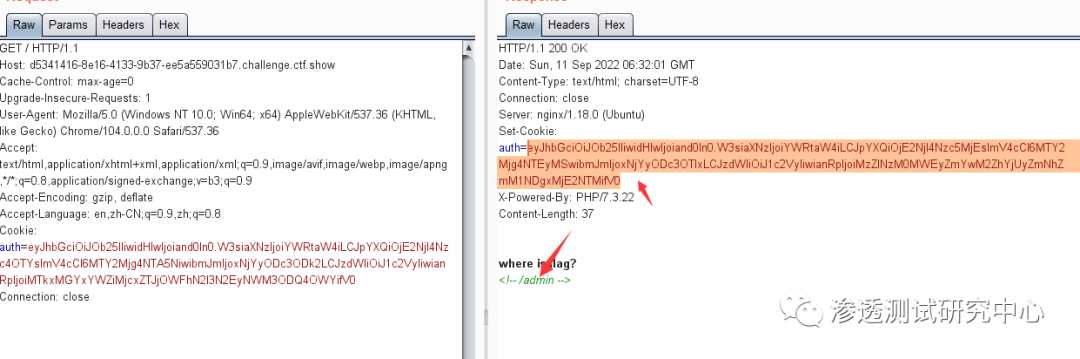 Raw Params Headers Hex
GET / HTTP/1.1
Host: d5341416-8e16-4133-9b37-ee5a559031b7.challenge.ctf.show
Cache-Control: max-age=0
Upgrade-Insecure-Requests: 1
User-Agent: Mozilla/5.0 (Windows NT 10.0; Win64; x64) AppleWebKit/537.36 (KHTML,
like Gecko) Chrome/104.0.0.0 Safari/537.36
Accept:
text/html,application/xhtml+xml,application/xml;q=0.9,image/avif,image/webp,image/apng
,*/*;q=0.8,application/signed-exchange;v=b3;q=0.9
Accept-Encoding: gzip, deflate
Accept-Language: en,zh-CN;q=0.9,zh;q=0.8
Cookie:
Connection: close
Raw Headers Hex
HTTP/1.1 200 OK
Date: Sun, 11 Sep 2022 06:32:01 GMT
Content-Type: text/html; charset=UTF-8
Connection: close
Server: nginx/1.18.0 (Ubuntu)
Set-Cookie:
X-Powered-By: PHP/7.3.22
Content-Length: 37
where is flag?
<!-- /admin -->
渗透测试研究中心